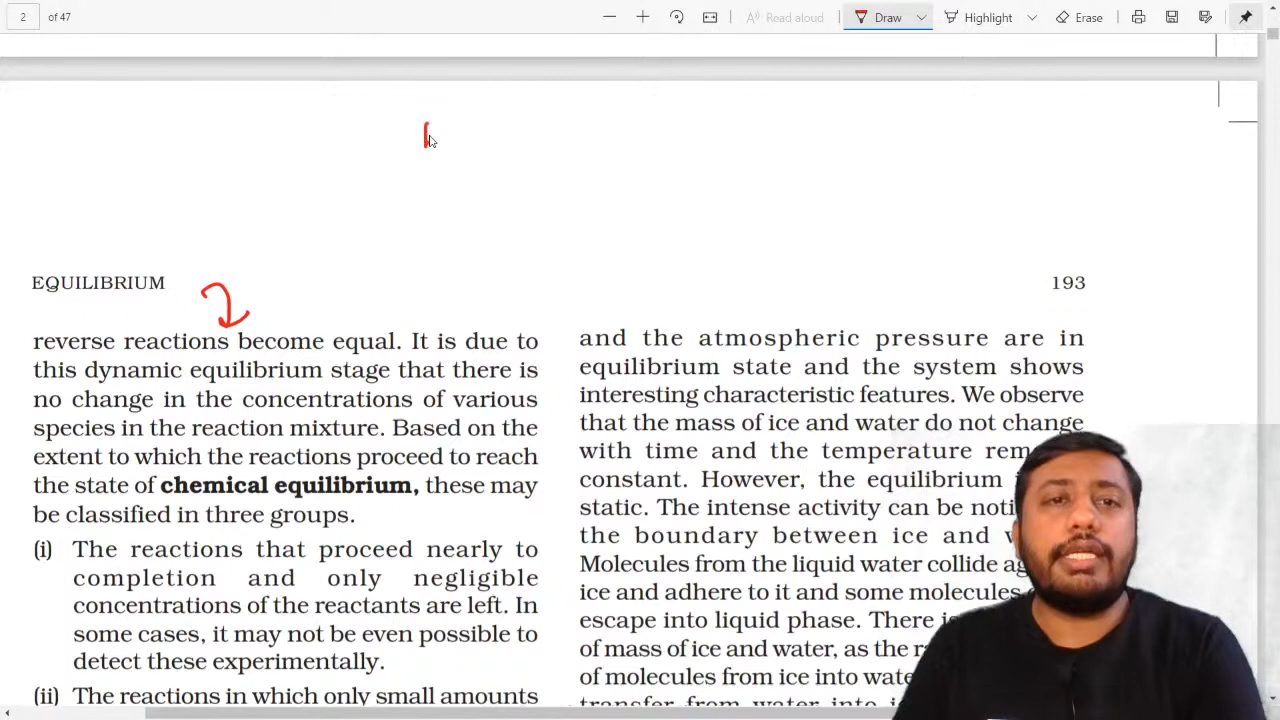 2 of 47 Read aloud Draw Highlight Erase
EQUILIBRIUM
193
reverse reactions become equal. It is due to
this dynamic equilibrium stage that there is
no change in the concentrations of various
species in the reaction mixture. Based on the
extent to which the reactions proceed to reach
the state of chemical equilibrium, these may
be classified in three groups.
(i) The reactions that proceed nearly to
completion and only negligible
concentrations of the reactants are left. In
some cases, it may not be even possible to
detect these experimentally.
(ii) The reactions in which only small amounts
and the atmospheric pressure are in
equilibrium state and the system shows
interesting characteristic features. We observe
that the mass of ice and water do not change
with time and the temperature
constant. However, the equilibrium
static. The intense activity can be
the boundary between ice and
Molecules from the liquid water collide
ice and adhere to it and some molecules
escape into liquid phase. There
of mass of ice and water, as the
of molecules from ice into
transfer from water into